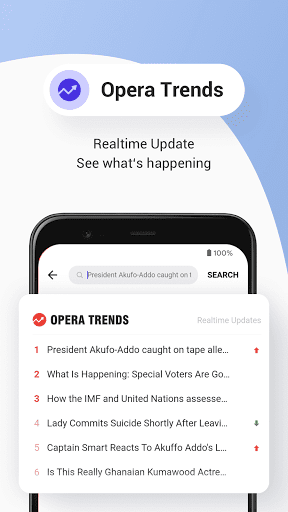 Opera Trends
Realtime Update
See what's happening
100%
President Akufo-Addo caught on t
SEARCH
OPERA TRENDS
Realtime Updates
1 President Akufo-Addo caught on tape alle...
2 What Is Happening: Special Voters Are Go...
3 How the IMF and United Nations assesse...
4 Lady Commits Suicide Shortly After Leavi...
5 Captain Smart Reacts To Akuffo Addo's L...
6 Is This Really Ghanaian Kumawood Actre...